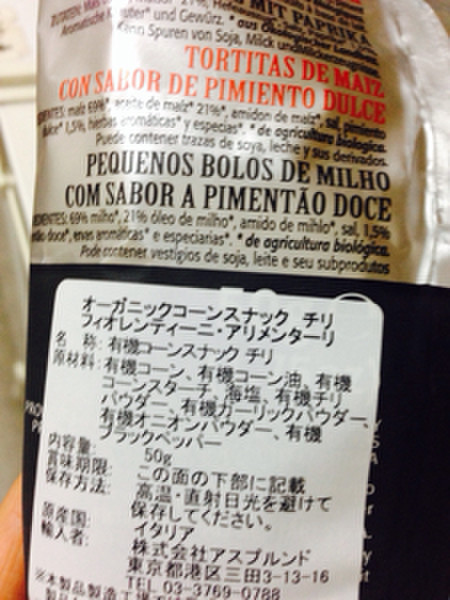 MIT PAPRIKA
Kräuter* und Gewürz. * aus
Kann Spuren von Soja, Milch und
TORTITAS DE MAIZ
CON SABOR DE PIMIENTO DULCE
maíz 69%*, aceite de maíz* 21%*, amidon de maíz*, sal, pimiento
dulce* 1,5%, hierbas aromáticas* y especias*. * de agricultura biologica.
Puede contener trazas de soya, leche y sus derivados.
PEQUENOS BOLOS DE MILHO
COM SABOR A PIMENTÃO DOCE
69% milho*, 21% óleo de milho*, amido de mihlo*, sal, 1,5%
doce*, ervas aromáticas* e especiarias*. * de agricultura biológica.
Pode conter vestígios de soja, leite e seu subprodutos
オーガニックコーンスナック チリ
フィオレンティーニ・アリメンターリ
名 称: 有機コーンスナック チリ
原材料: 有機コーン、有機コーン油、有機
コーンスターチ、海塩、有機チリ
パウダー、有機ガーリックパウダー、
有機オニオンパウダー、有機
ブラックペッパー
内容量: 50g
賞味期限: この面の下部に記載
保存方法: 高温・直射日光を避けて
保存してください。
原産国: イタリア
輸入者: 株式会社アスプルンド
東京都港区三田3-13-16
TEL 03-3769-0788